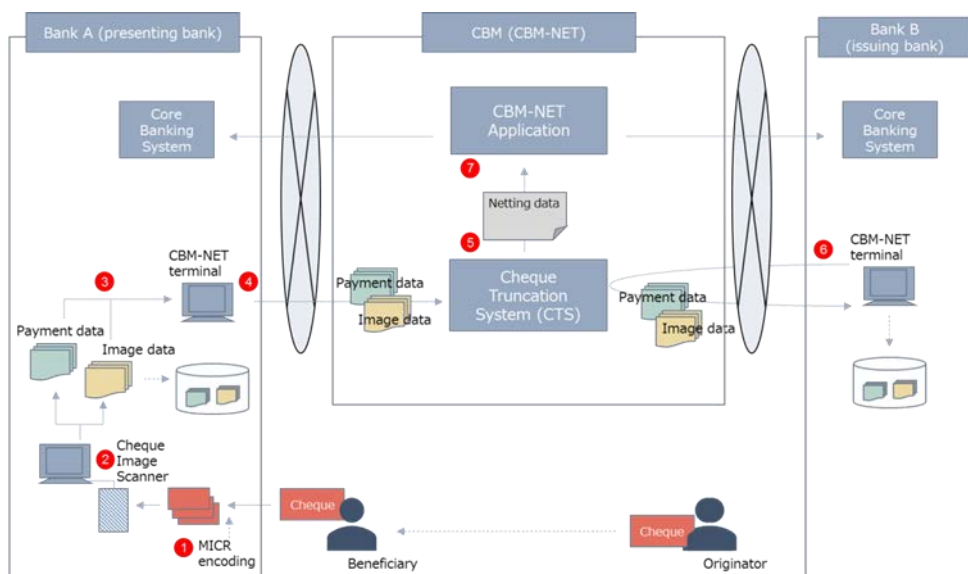 Bank A (presenting bank)
CBM (CBM-NET)
Bank B
(issuing bank)
Core
Banking
System
CBM-NET
Application
Core
Banking
System
7
Netting data
5
6
CBM-NET
terminal
3
CBM-NET
terminal
4
Cheque
Truncation
System (CTS)
Payment data
Image data
Payment data
Image data
Payment data
Image data
2
Cheque
Image
Scanner
1
MICR
encoding
Cheque
Beneficiary
Cheque
Originator